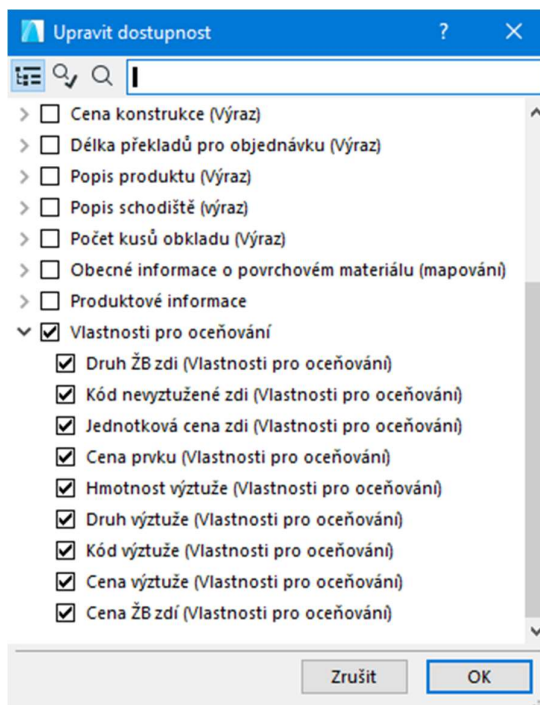 Upravit dostupnost
Cena konstrukce (Výraz)
Délka překladů pro objednávku (Výraz)
Popis produktu (Výraz)
Popis schodiště (výraz)
Počet kusů obkladu (Výraz)
Obecné informace o povrchovém materiálu (mapování)
Produktové informace
Vlastnosti pro oceňování
Druh ŽB zdi (Vlastnosti pro oceňování)
Kód nevyztužené zdi (Vlastnosti pro oceňování)
Jednotková cena zdi (Vlastnosti pro oceňování)
Cena prvku (Vlastnosti pro oceňování)
Hmotnost výztuže (Vlastnosti pro oceňování)
Druh výztuže (Vlastnosti pro oceňování)
Kód výztuže (Vlastnosti pro oceňování)
Cena výztuže (Vlastnosti pro oceňování)
Cena ŽB zdí (Vlastnosti pro oceňování)
Zrušit OK